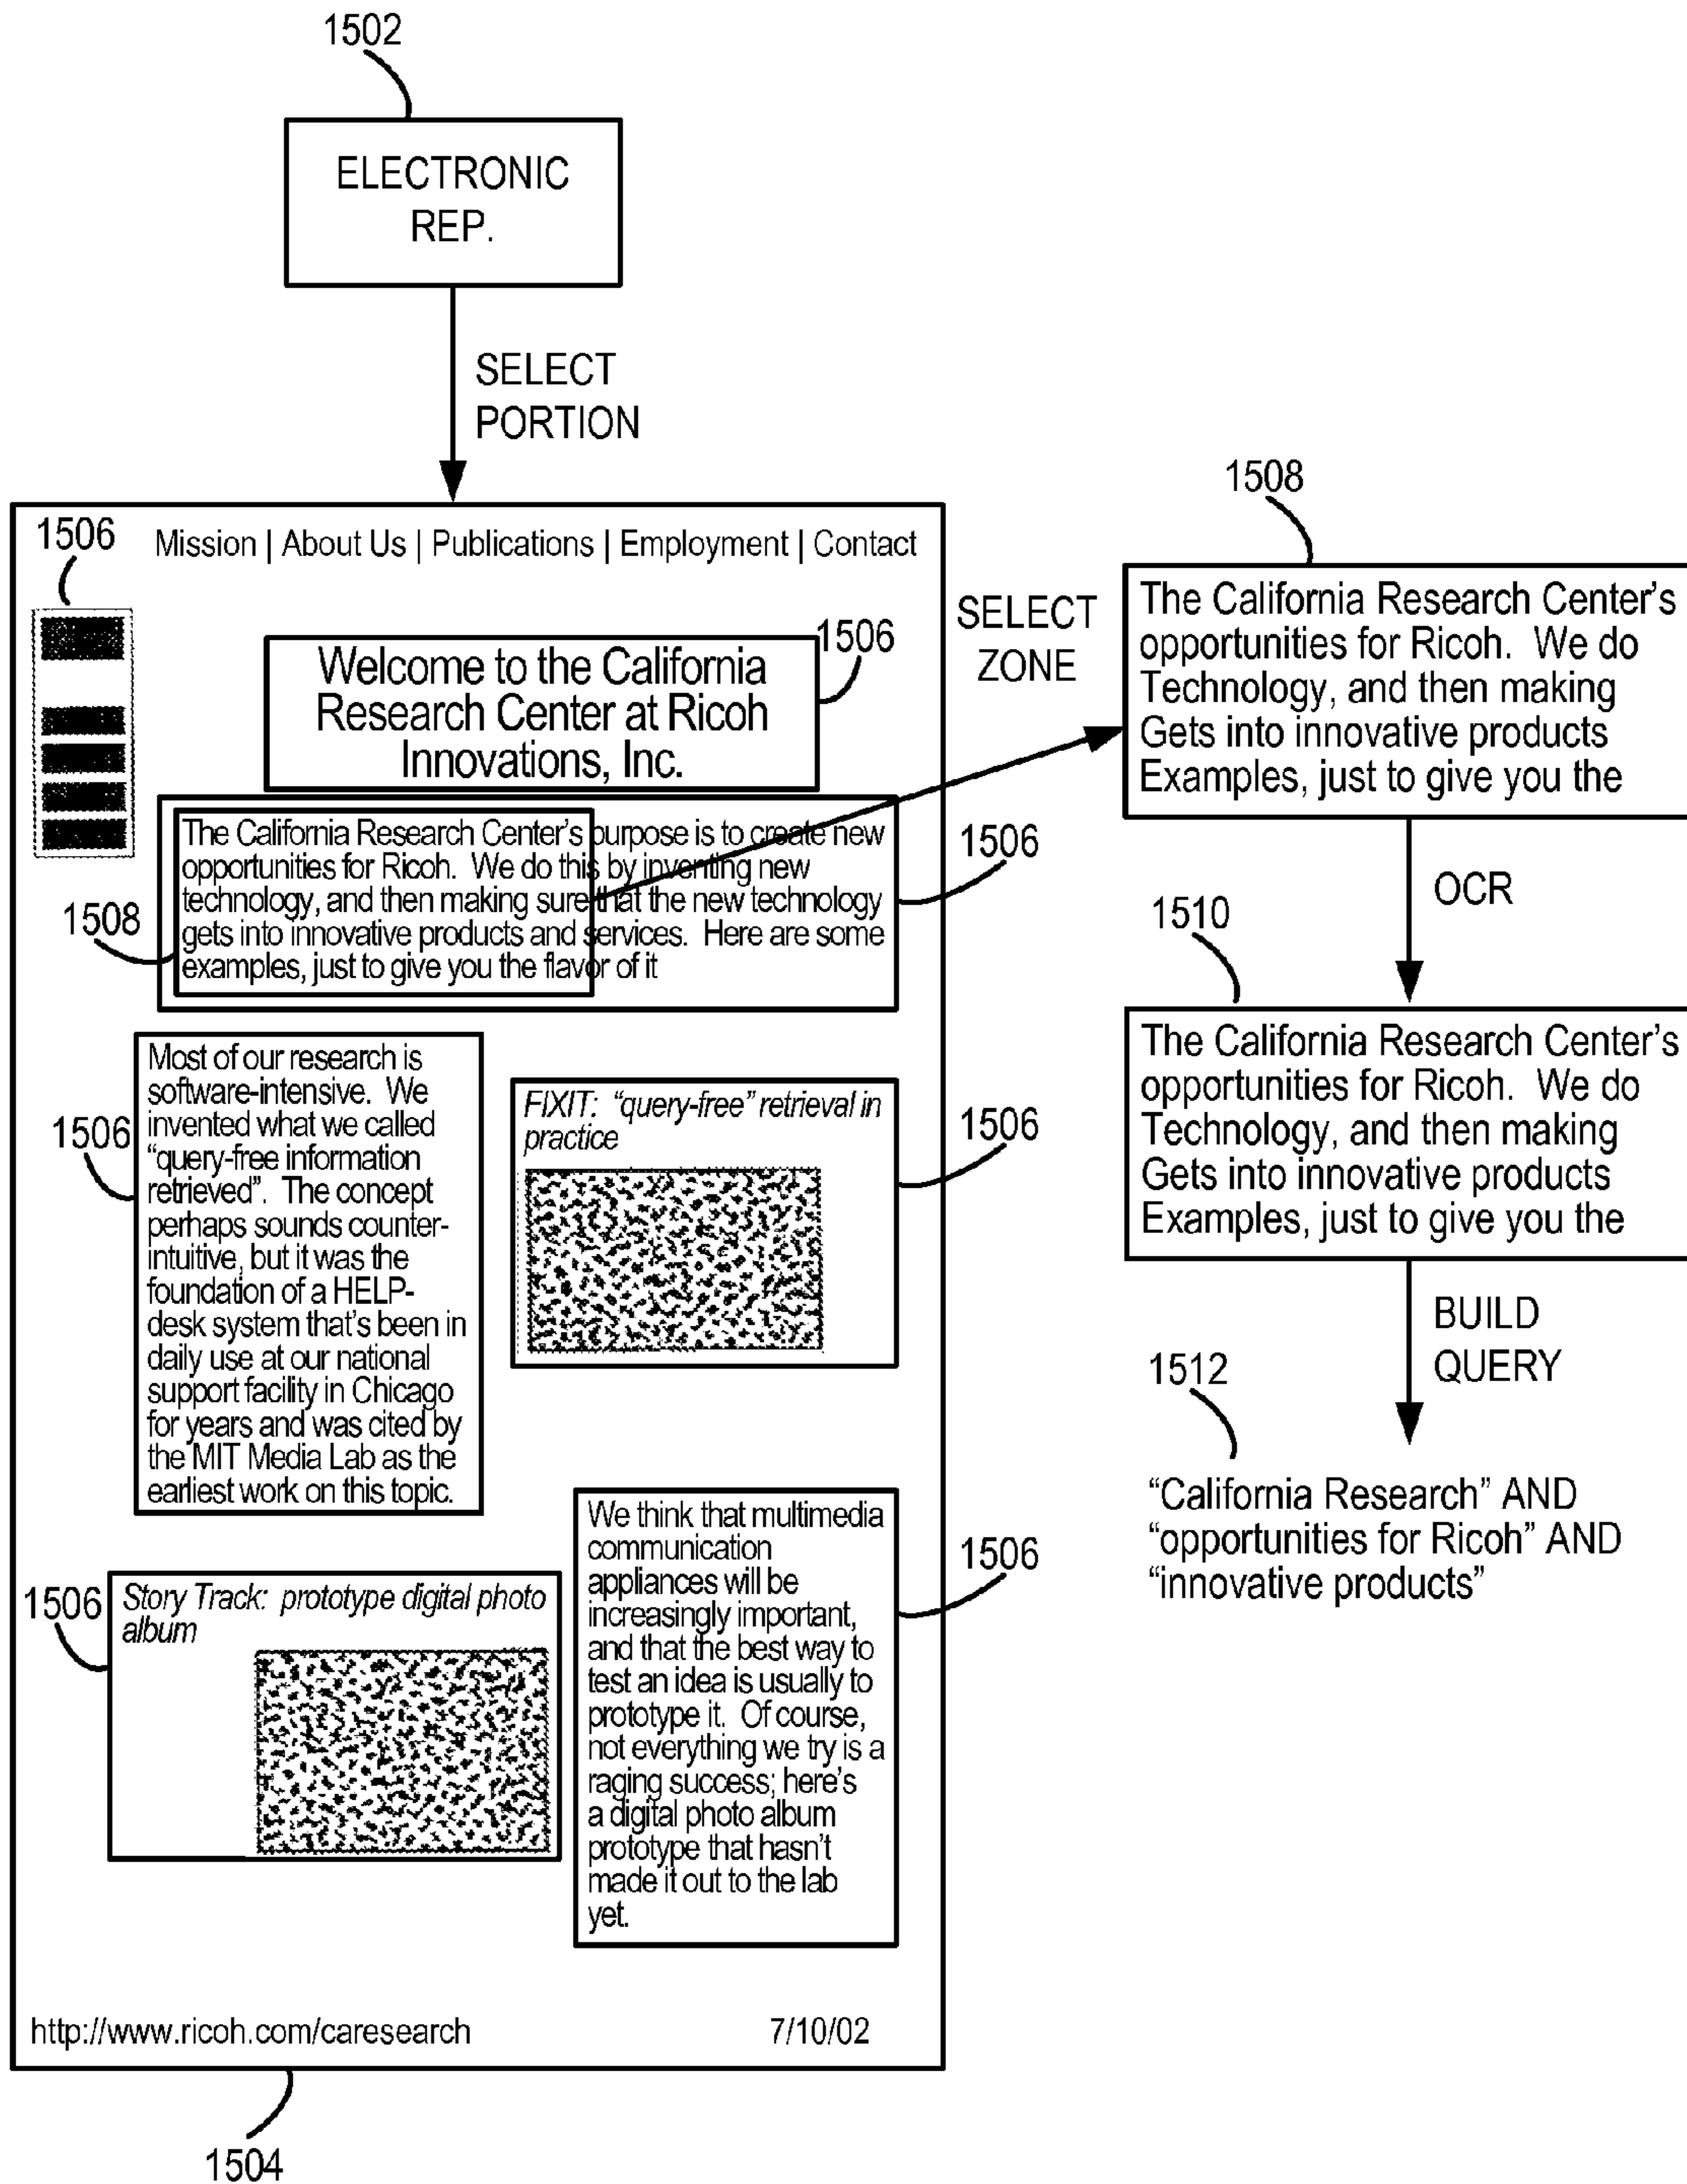 1502
ELECTRONIC
REP.
SELECT
PORTION
1506
Mission | About Us | Publications | Employment | Contact
1506
Welcome to the California
Research Center at Ricoh
Innovations, Inc.
The California Research Center's purpose is to create new
opportunities for Ricoh. We do this by inventing new
technology, and then making sure that the new technology
gets into innovative products and services. Here are some
examples, just to give you the flavor of it
1506
1508
Most of our research is
software-intensive. We
invented what we called
“query-free information
retrieved”. The concept
perhaps sounds counter-
intuitive, but it was the
foundation of a HELP-
desk system that's been in
daily use at our national
support facility in Chicago
for years and was cited by
the MIT Media Lab as the
earliest work on this topic.
1506
FIXIT: “query-free” retrieval in
practice
1506
1506
Story Track: prototype digital photo
album
We think that multimedia
communication
appliances will be
increasingly important,
and that the best way to
test an idea is usually to
prototype it. Of course,
not everything we try is a
raging success; here's
a digital photo album
prototype that hasn't
made it out to the lab
yet.
1506
http://www.ricoh.com/caresearch
7/10/02
1504
SELECT
ZONE
1508
The California Research Center's
opportunities for Ricoh. We do
Technology, and then making
Gets into innovative products
Examples, just to give you the
OCR
1510
The California Research Center's
opportunities for Ricoh. We do
Technology, and then making
Gets into innovative products
Examples, just to give you the
BUILD
QUERY
1512
“California Research” AND
“opportunities for Ricoh” AND
“innovative products”